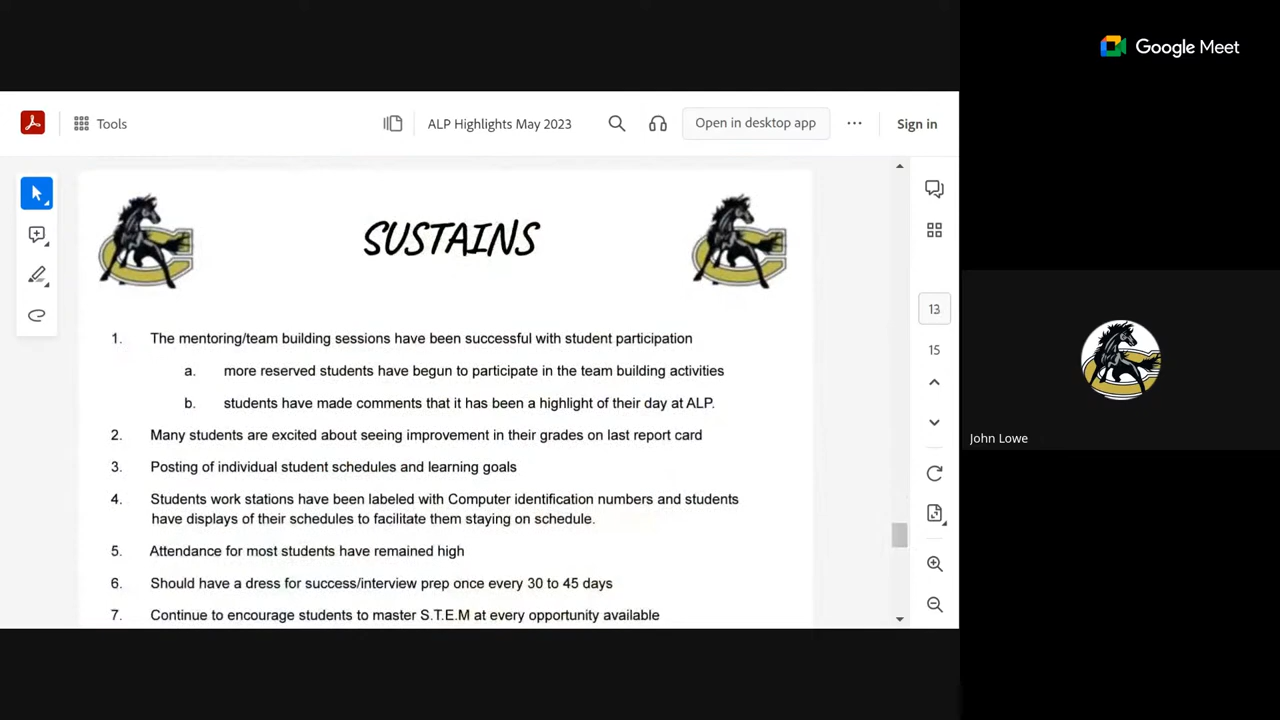 Google Meet
Tools
ALP Highlights May 2023
Open in desktop app
Sign in
SUSTAINS
1. The mentoring/team building sessions have been successful with student participation
a. more reserved students have begun to participate in the team building activities
b. students have made comments that it has been a highlight of their day at ALP.
2. Many students are excited about seeing improvement in their grades on last report card
3. Posting of individual student schedules and learning goals
4. Students work stations have been labeled with Computer identification numbers and students
have displays of their schedules to facilitate them staying on schedule.
5. Attendance for most students have remained high
6. Should have a dress for success/interview prep once every 30 to 45 days
7. Continue to encourage students to master S.T.E.M at every opportunity available
13
15
John Lowe